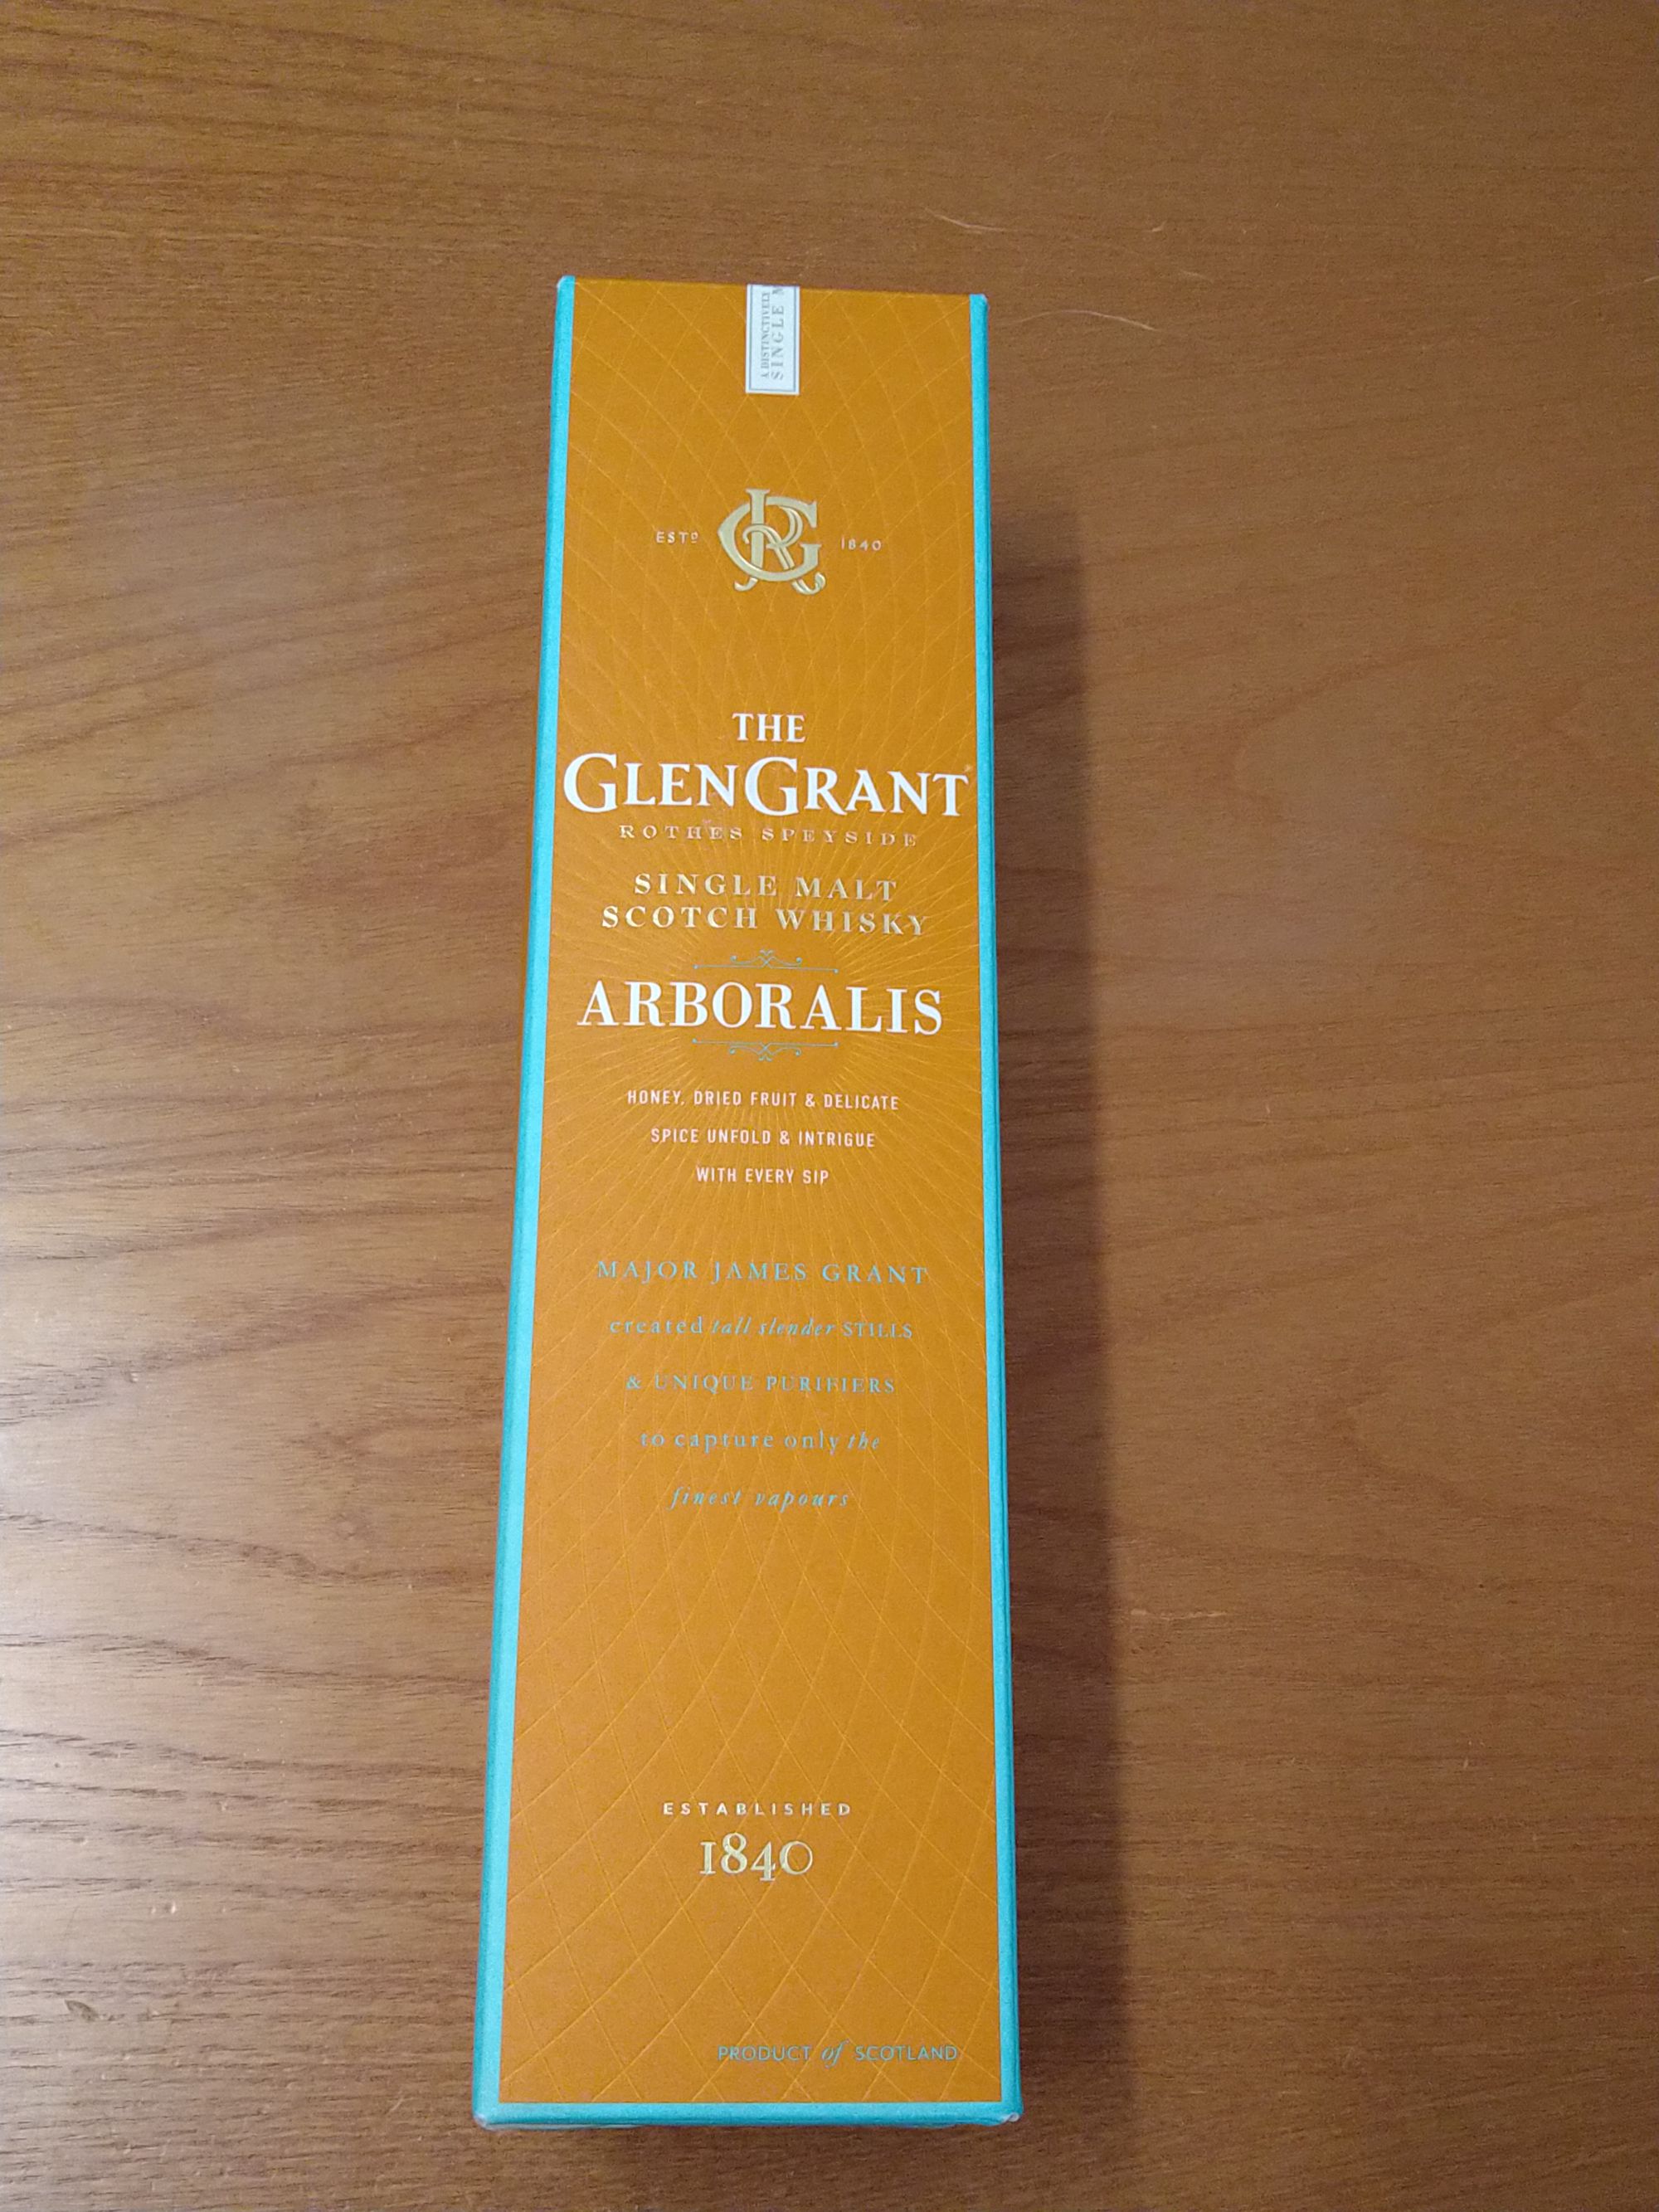 A DISTINCTIVELY
SINGLE M
ESTD 1840
THE
GLENGRANT
ROTHES SPEYSIDE
SINGLE MALT
SCOTCH WHISKY
ARBORALIS
HONEY, DRIED FRUIT & DELICATE
SPICE UNFOLD & INTRIGUE
WITH EVERY SIP
MAJOR JAMES GRANT
created tall slender STILLS
& UNIQUE PURIFIERS
to capture only the
finest vapours
ESTABLISHED
1840
PRODUCT of SCOTLAND